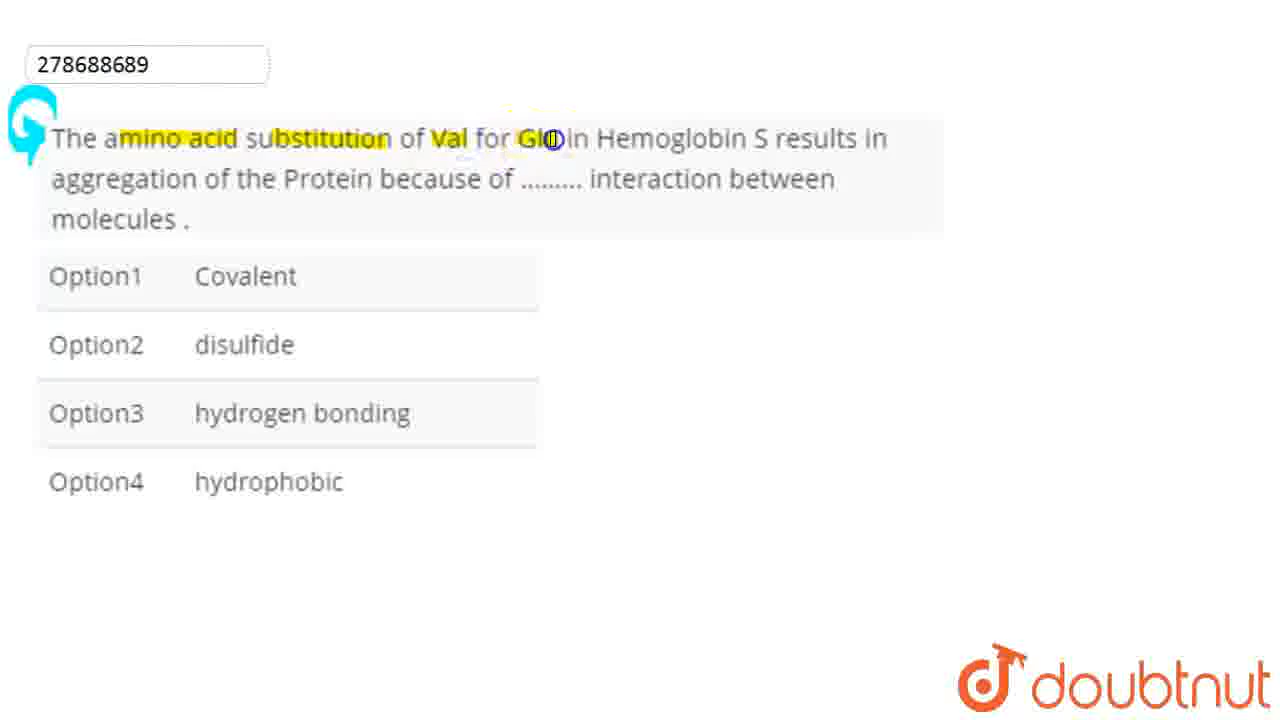 278688689
The amino acid substitution of Val for Glu in Hemoglobin S results in
aggregation of the Protein because of ......... interaction between
molecules .
Option1 Covalent
Option2 disulfide
Option3 hydrogen bonding
Option4 hydrophobic
doubtnut